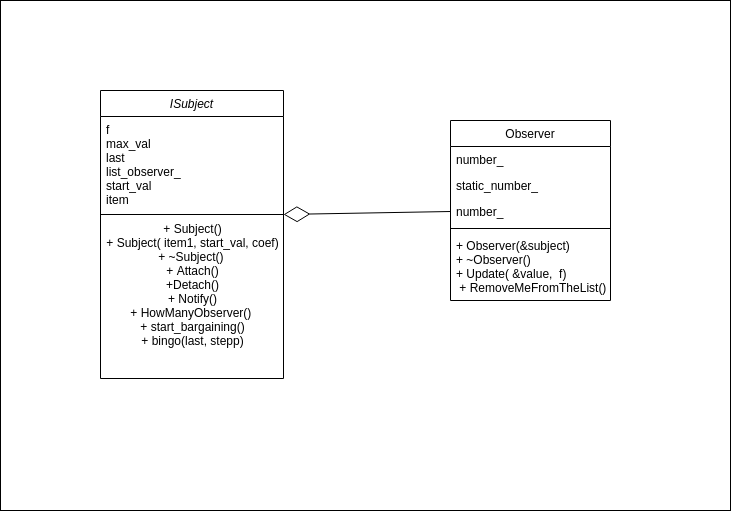 ISubject
f
max_val
last
list_observer_
start_val
item
+ Subject()
+ Subject( item1, start_val, coef)
+ ~Subject()
+ Attach()
+Detach()
+ Notify()
+ HowManyObserver()
+ start_bargaining()
+ bingo(last, stepp)
Observer
number_
static_number_
number_
+ Observer(&subject)
+ ~Observer()
+ Update( &value,  f)
+ RemoveMeFromTheList()